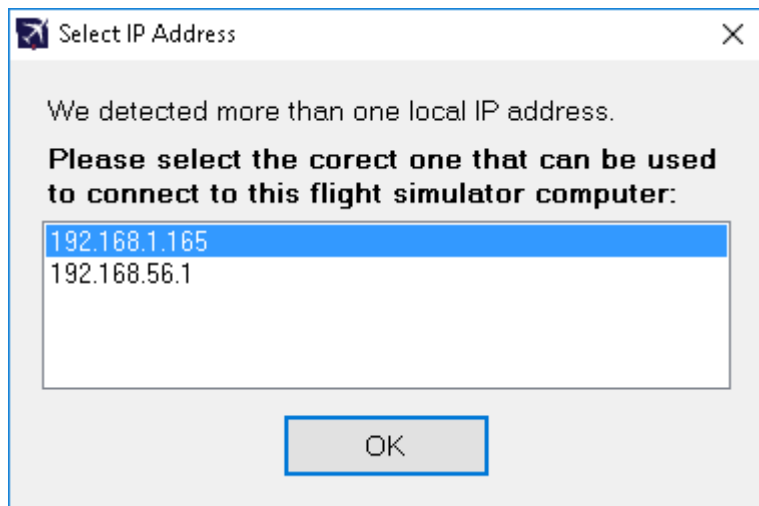 Select IP Address
We detected more than one local IP address.
Please select the corect one that can be used
to connect to this flight simulator computer:
192.168.1.165
192.168.56.1
OK